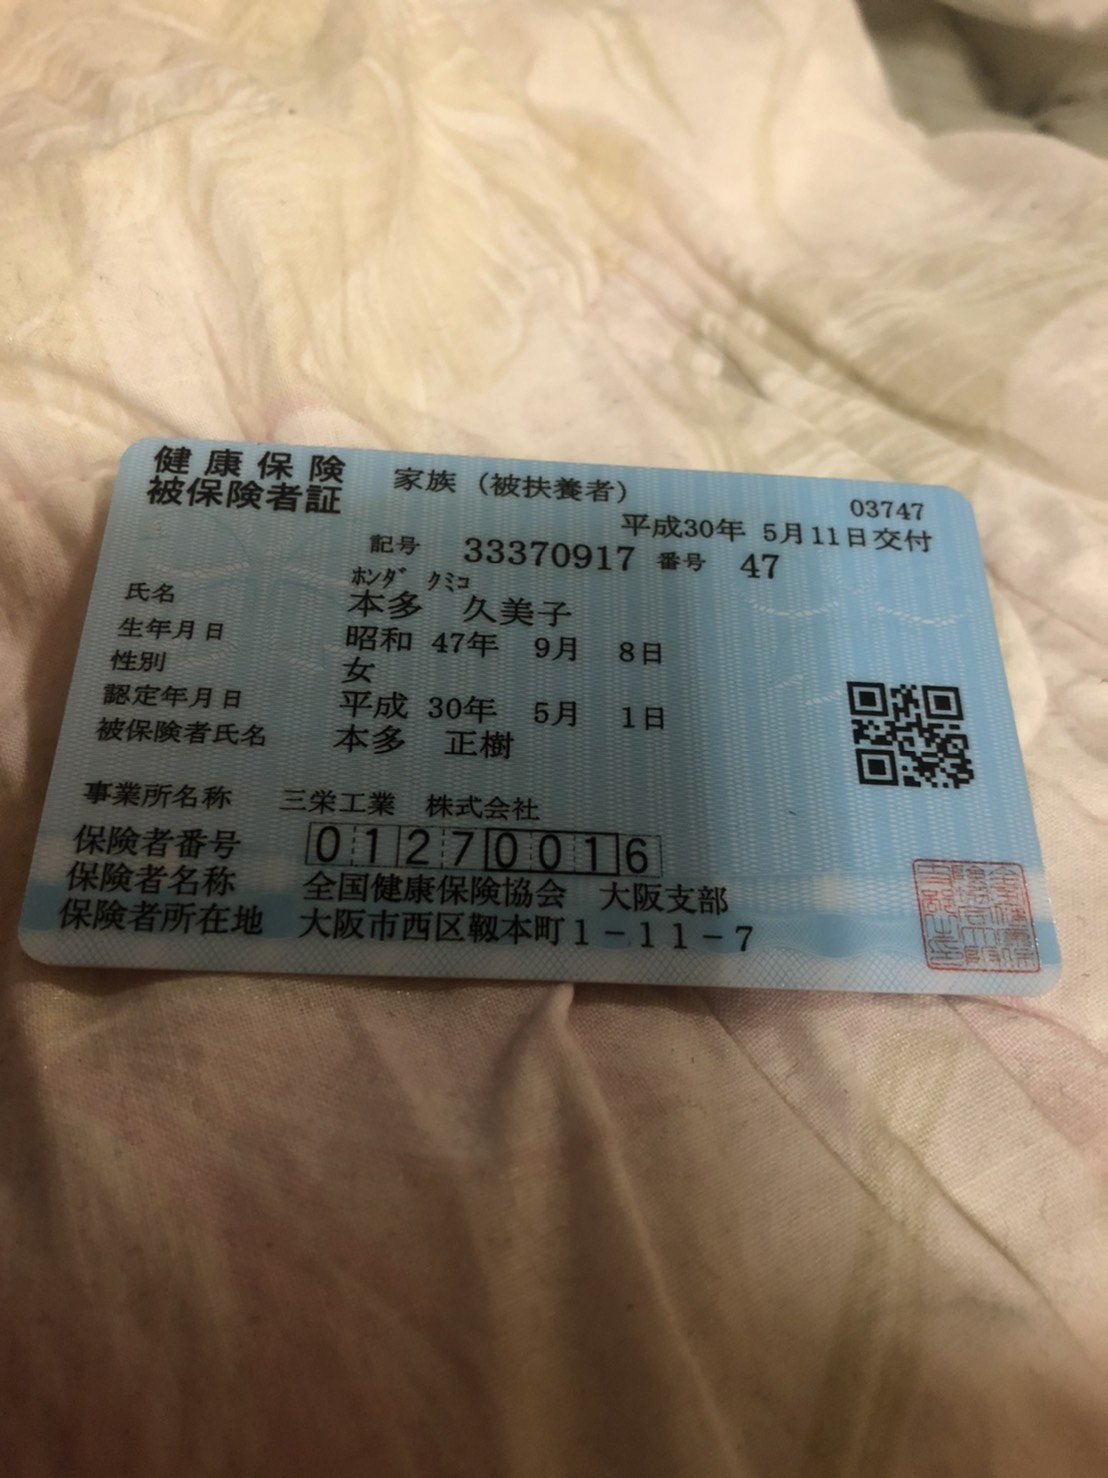 健康保険 家族（被扶養者） 03747
被保険者証 平成30年 5月11日交付
記号 33370917 番号 47
ﾎﾝﾀﾞ ｸﾐｺ
氏名 本多 久美子
生年月日 昭和 47年 9月 8日
性別 女
認定年月日 平成 30年 5月 1日
被保険者氏名 本多 正樹
事業所名称 三栄工業 株式会社
保険者番号 01270016
保険者名称 全国健康保険協会 大阪支部
保険者所在地 大阪市西区靱本町1－11－7